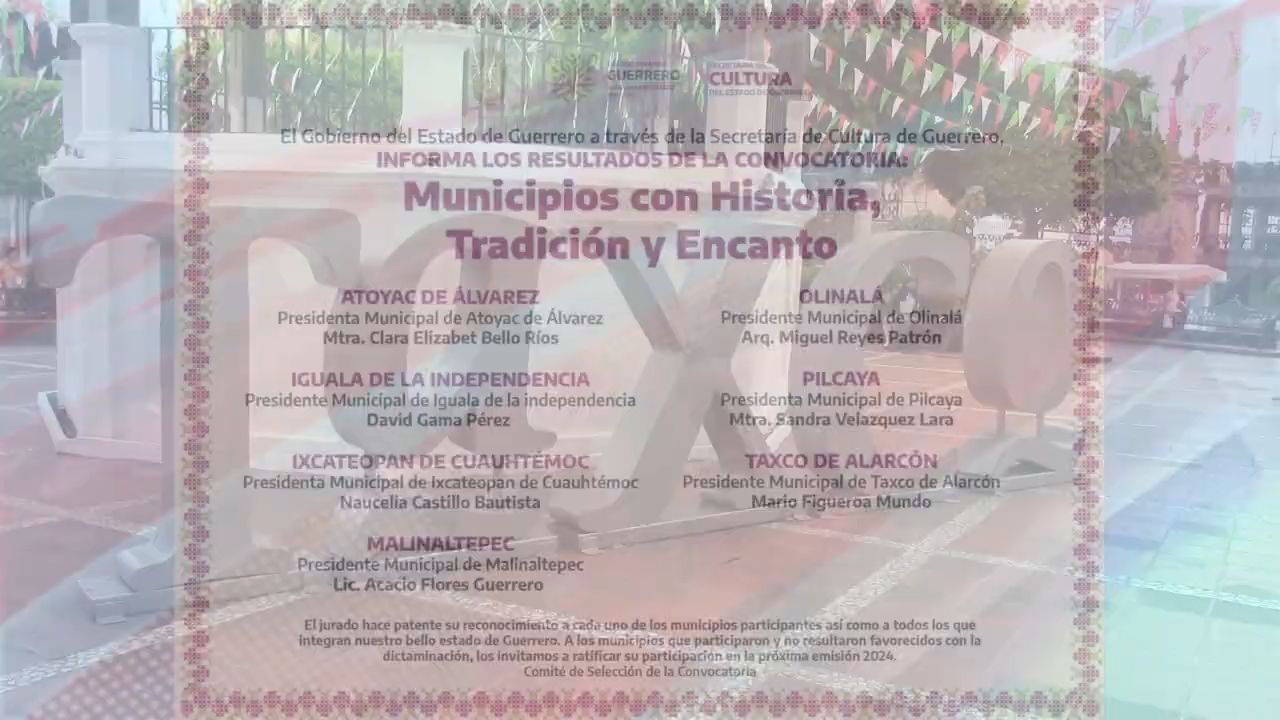 GUERRERO
CULTURA
El Gobierno del Estado de Guerrero a través de la Secretaría de Cultura de Guerrero,
INFORMA LOS RESULTADOS DE LA CONVOCATORIA:
Municipios con Historia,
Tradición y Encanto
Taxco
ATOYAC DE ÁLVAREZ
Presidenta Municipal de Atoyac de Álvarez
Mtra. Clara Elizabet Bello Ríos
IGUALA DE LA INDEPENDENCIA
Presidente Municipal de Iguala de la independencia
David Gama Pérez
IXCATEOPAN DE CUAUHTÉMOC
Presidenta Municipal de Ixcateopan de Cuauhtémoc
Naucelia Castillo Bautista
MALINALTEPEC
Presidente Municipal de Malinaltepec
Lic. Acacio Flores Guerrero
OLINALÁ
Presidente Municipal de Olinalá
Arq. Miguel Reyes Patrón
PILCAYA
Presidenta Municipal de Pilcaya
Mtra. Sandra Velazquez Lara
TAXCO DE ALARCÓN
Presidente Municipal de Taxco de Alarcón
Mario Figueroa Mundo
El jurado hace patente su reconocimiento a cada uno de los municipios participantes así como a todos los que
integran nuestro bello estado de Guerrero. A los municipios que participaron y no resultaron favorecidos con la
dictaminación, los invitamos a ratificar su participación en la próxima emisión 2024.
Comité de Selección de la Convocatoria